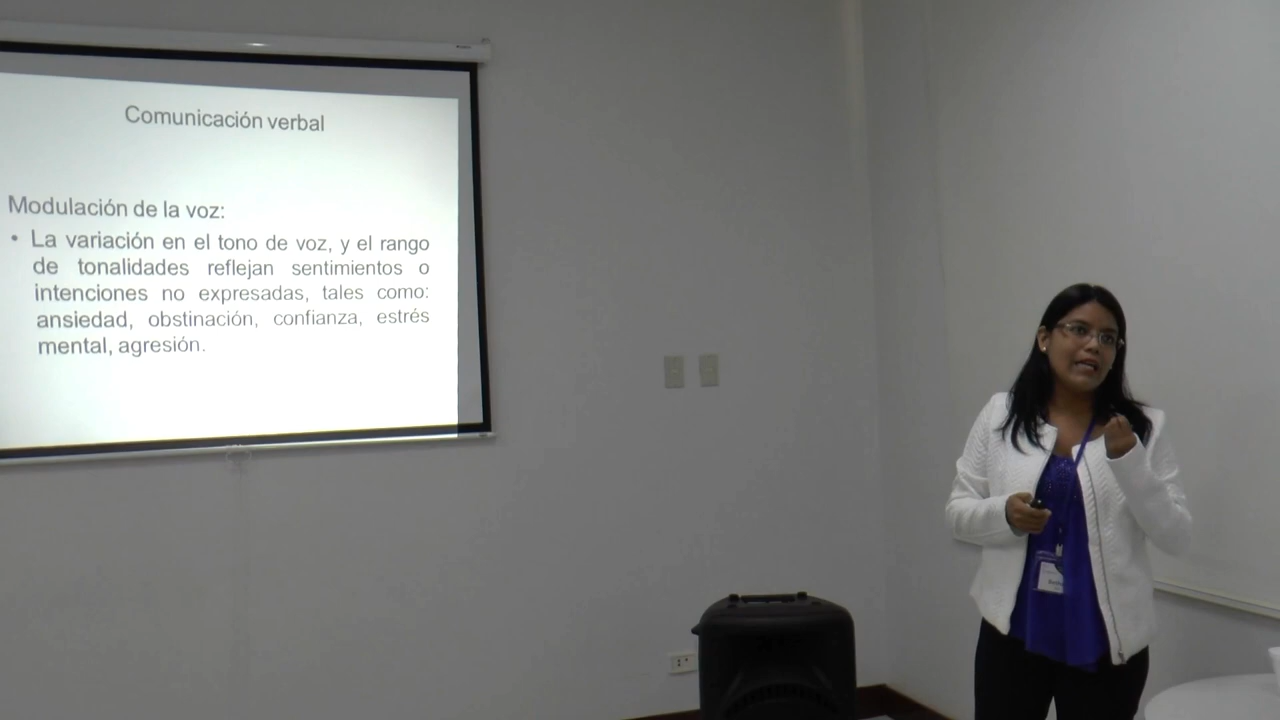 Comunicación verbal
Modulación de la voz:
• La variación en el tono de voz, y el rango
de tonalidades reflejan sentimientos o
intenciones no expresadas, tales como:
ansiedad, obstinación, confianza, estrés
mental, agresión.